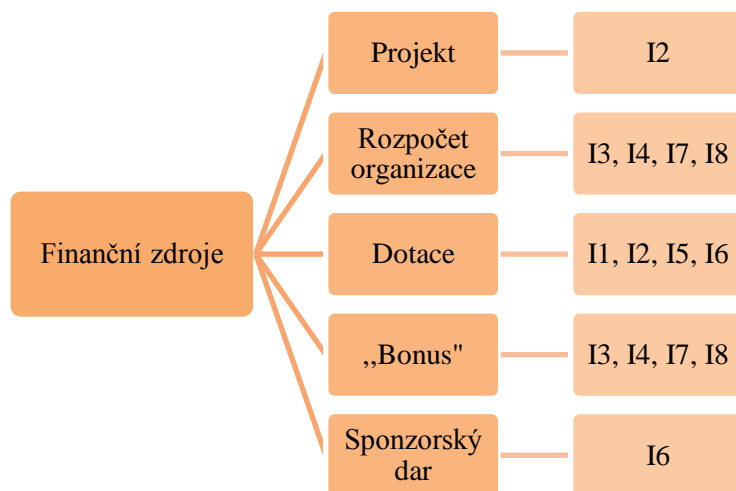 Finanční zdroje
Projekt
I2
Rozpočet
organizace
I3, I4, I7, I8
Dotace
I1, I2, I5, I6
,,Bonus"
I3, I4, I7, I8
Sponzorský
dar
I6